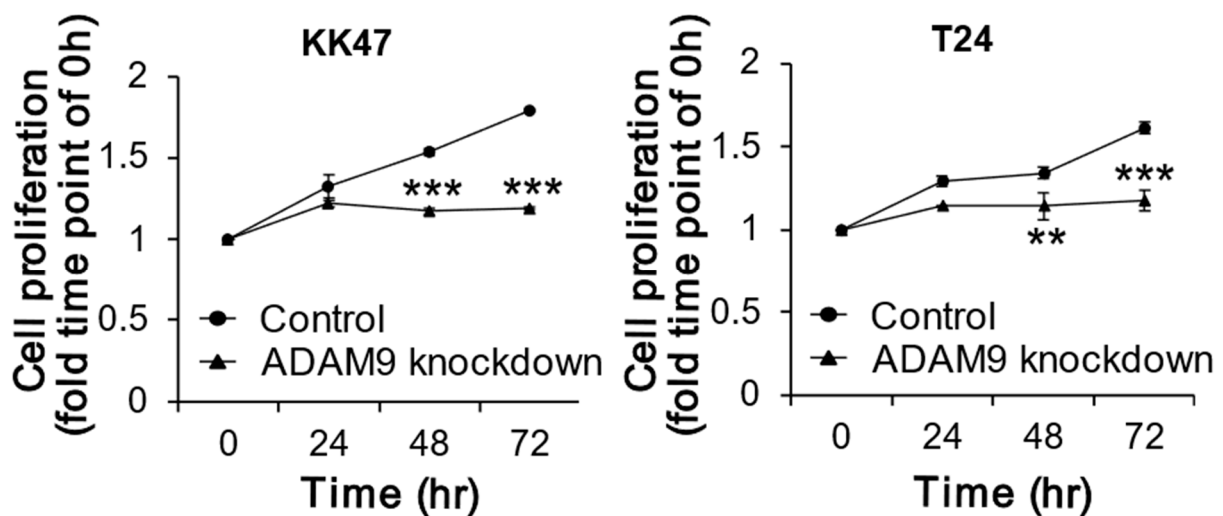 KK47
Cell proliferation
(fold time point of 0h)
2
1.5
1
0.5
0
*** ***
Control
ADAM9 knockdown
0 24 48 72
Time (hr)
T24
Cell proliferation
(fold time point of 0h)
2
1.5
1
0.5
0
***
**
Control
ADAM9 knockdown
0 24 48 72
Time (hr)